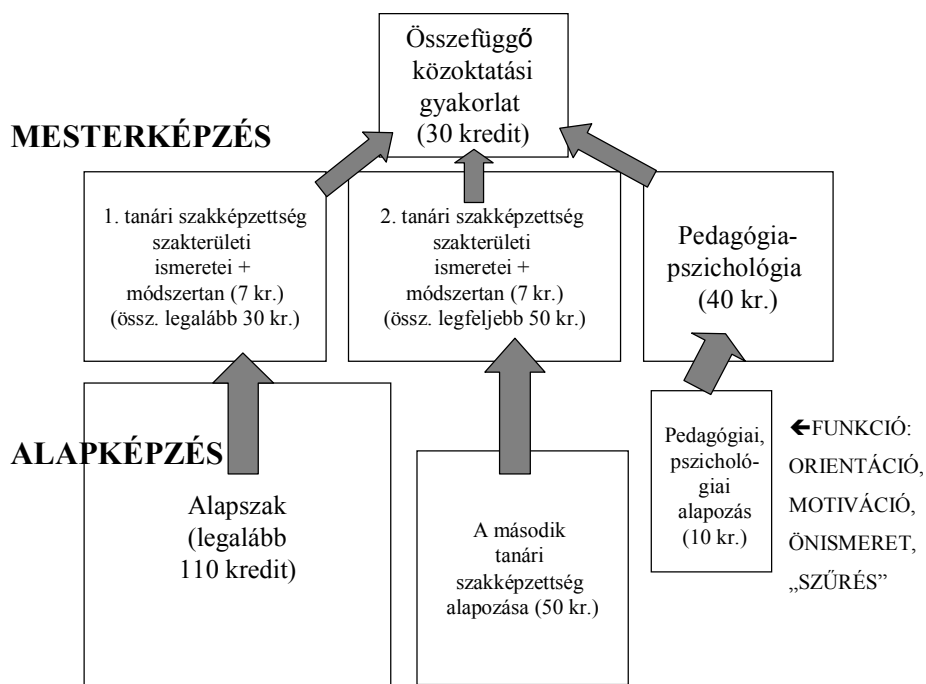 Összefüggő
közoktatási
gyakorlat
(30 kredit)
MESTERKÉPZÉS
1. tanári szakképzettség
szakterületi
ismeretei +
módszertan (7 kr.)
(össz. legalább 30 kr.)
2. tanári szakképzettség
szakterületi
ismeretei +
módszertan (7 kr.)
(össz. legfeljebb 50 kr.)
Pedagógia-
pszichológia
(40 kr.)
ALAPKÉPZÉS
Alapszak
(legalább
110 kredit)
A második
tanári
szakképzettség
alapozása (50 kr.)
Pedagógiai,
pszicholó-
giai
alapozás
(10 kr.)
←FUNKCIÓ:
ORIENTÁCIÓ,
MOTIVÁCIÓ,
ÖNISMERET,
„SZŰRÉS”